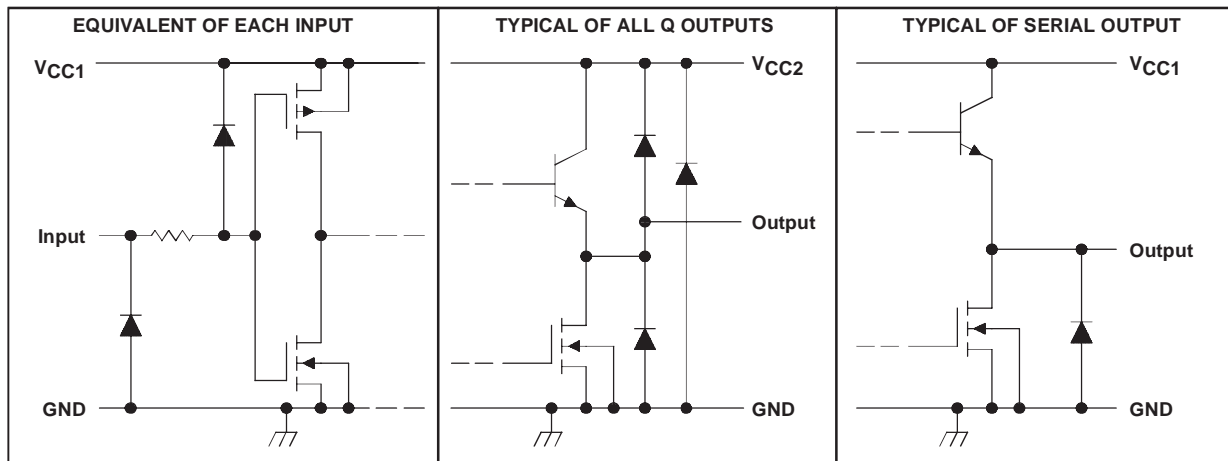 EQUIVALENT OF EACH INPUT
VCC1
Input
GND
TYPICAL OF ALL Q OUTPUTS
VCC2
Output
GND
TYPICAL OF SERIAL OUTPUT
VCC1
Output
GND